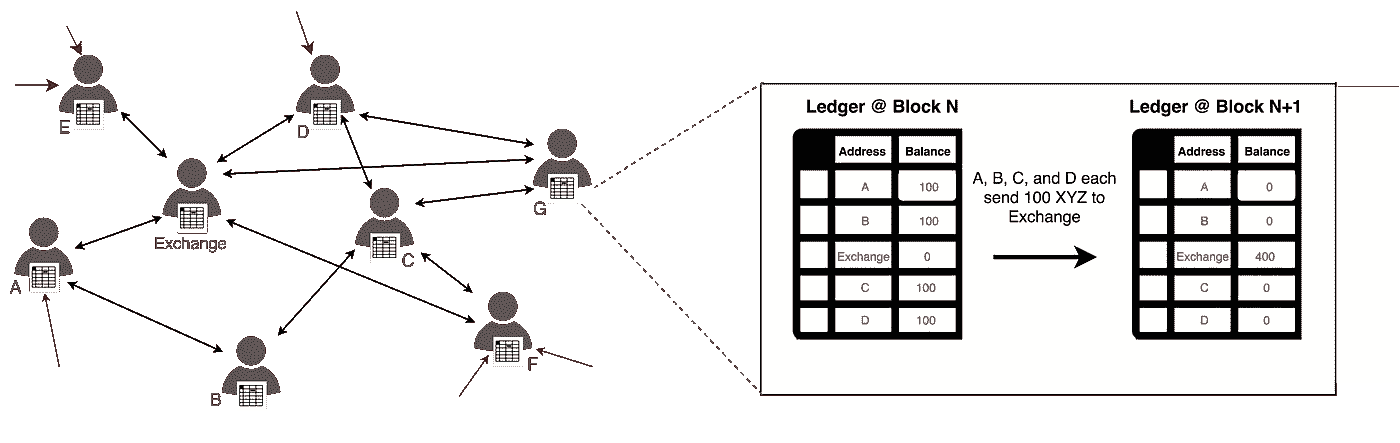 E
D
G
Exchange
C
A
F
B
Ledger @ Block N
Address Balance
A 100
B 100
Exchange 0
C 100
D 100
A, B, C, and D each
send 100 XYZ to
Exchange
Ledger @ Block N+1
Address Balance
A 0
B 0
Exchange 400
C 0
D 0